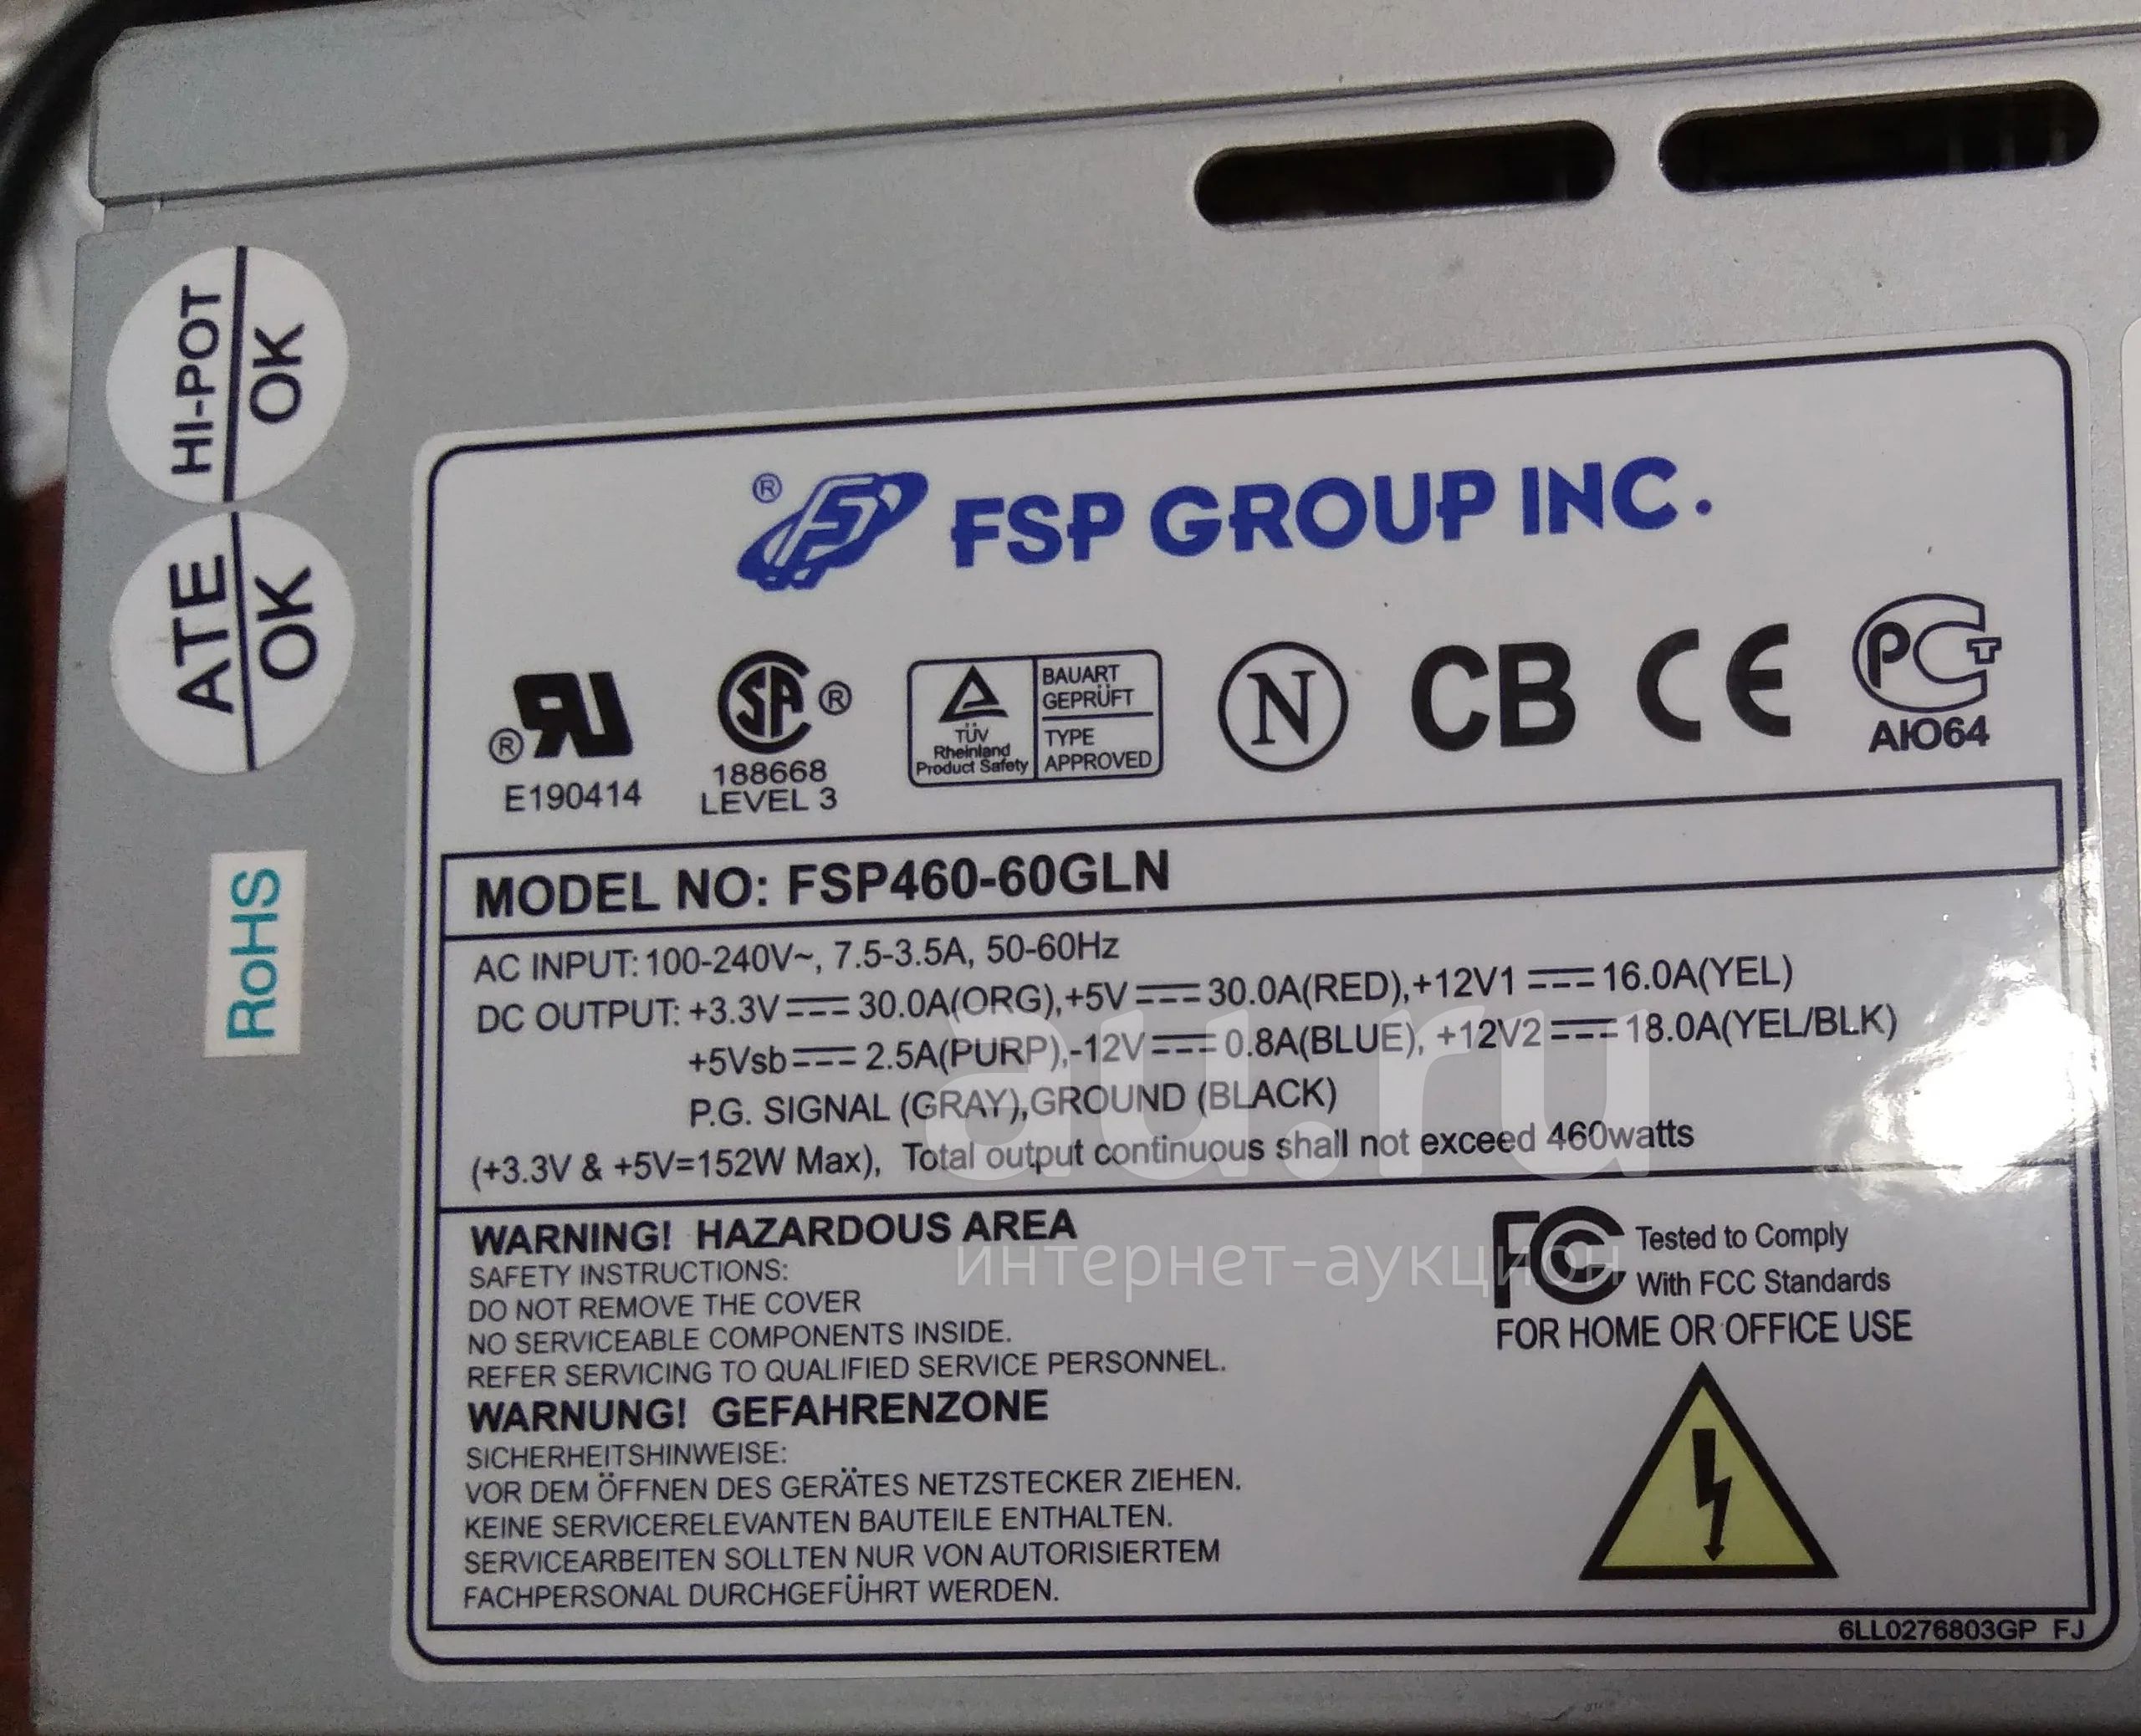 HI-POT
OK
ATE
OK
RoHS
® FSP GROUP INC.
® RU
E190414
SA ®
188668
LEVEL 3
TÜV
Rheinland
Product Safety
BAUART
GEPRÜFT
TYPE
APPROVED
N
CB
CE
РСТ
АЮ64
MODEL NO: FSP460-60GLN
AC INPUT: 100-240V~, 7.5-3.5A, 50-60Hz
DC OUTPUT: +3.3V⎓30.0A(ORG),+5V⎓30.0A(RED),+12V1⎓16.0A(YEL)
+5Vsb⎓2.5A(PURP),-12V⎓0.8A(BLUE), +12V2⎓18.0A(YEL/BLK)
P.G. SIGNAL (GRAY),GROUND (BLACK)
(+3.3V & +5V=152W Max), Total output continuous shall not exceed 460watts
au.ru
интернет-аукцион
WARNING! HAZARDOUS AREA
SAFETY INSTRUCTIONS:
DO NOT REMOVE THE COVER
NO SERVICEABLE COMPONENTS INSIDE.
REFER SERVICING TO QUALIFIED SERVICE PERSONNEL.
WARNUNG! GEFAHRENZONE
SICHERHEITSHINWEISE:
VOR DEM ÖFFNEN DES GERÄTES NETZSTECKER ZIEHEN.
KEINE SERVICERELEVANTEN BAUTEILE ENTHALTEN.
SERVICEARBEITEN SOLLTEN NUR VON AUTORISIERTEM
FACHPERSONAL DURCHGEFÜHRT WERDEN.
FC Tested to Comply
With FCC Standards
FOR HOME OR OFFICE USE
6LL0276803GP FJ